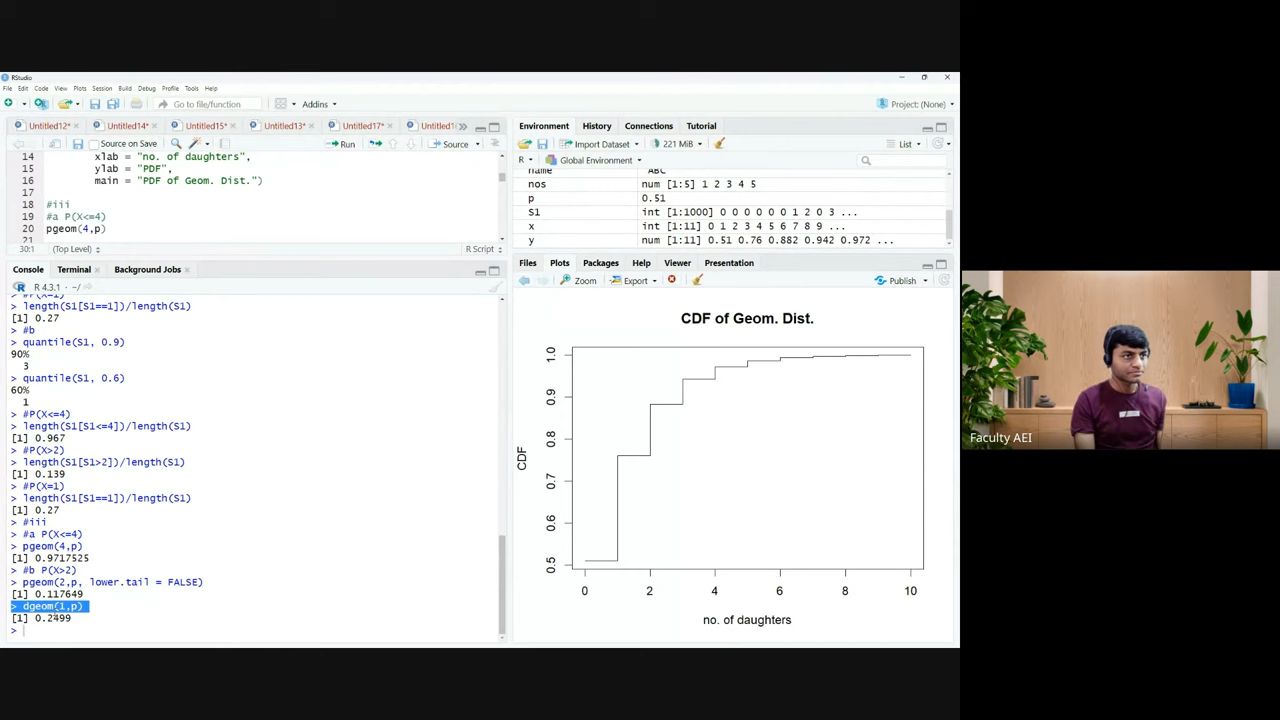 RStudio
File Edit Code View Plots Session Build Debug Profile Tools Help
Go to file/function
Addins
Project: (None)
Untitled12*
Untitled14*
Untitled15*
Untitled13*
Untitled17*
Untitled1
Source on Save
Run
Source
14 xlab = "no. of daughters",
15 ylab = "PDF",
16 main = "PDF of Geom. Dist.")
17
18 #iii
19 #a P(X<=4)
20 pgeom(4,p)
21
30:1 (Top Level) R Script
Console Terminal Background Jobs
R 4.3.1 · ~/
> #P(X=1)
> length(S1[S1==1])/length(S1)
[1] 0.27
> #b
> quantile(S1, 0.9)
90%
3
> quantile(S1, 0.6)
60%
1
> #P(X<=4)
> length(S1[S1<=4])/length(S1)
[1] 0.967
> #P(X>2)
> length(S1[S1>2])/length(S1)
[1] 0.139
> #P(X=1)
> length(S1[S1==1])/length(S1)
[1] 0.27
> #iii
> #a P(X<=4)
> pgeom(4,p)
[1] 0.9717525
> #b P(X>2)
> pgeom(2,p, lower.tail = FALSE)
[1] 0.117649
> dgeom(1,p)
[1] 0.2499
>
Environment History Connections Tutorial
Import Dataset
221 MiB
List
R
Global Environment
name "ABC"
nos num [1:5] 1 2 3 4 5
p 0.51
S1 int [1:1000] 0 0 0 0 0 0 1 2 0 3 ...
x int [1:11] 0 1 2 3 4 5 6 7 8 9 ...
y num [1:11] 0.51 0.76 0.882 0.942 0.972 ...
Files Plots Packages Help Viewer Presentation
Zoom
Export
Publish
CDF of Geom. Dist.
CDF
1.0
0.9
0.8
0.7
0.6
0.5
0 2 4 6 8 10
no. of daughters
Faculty AEI